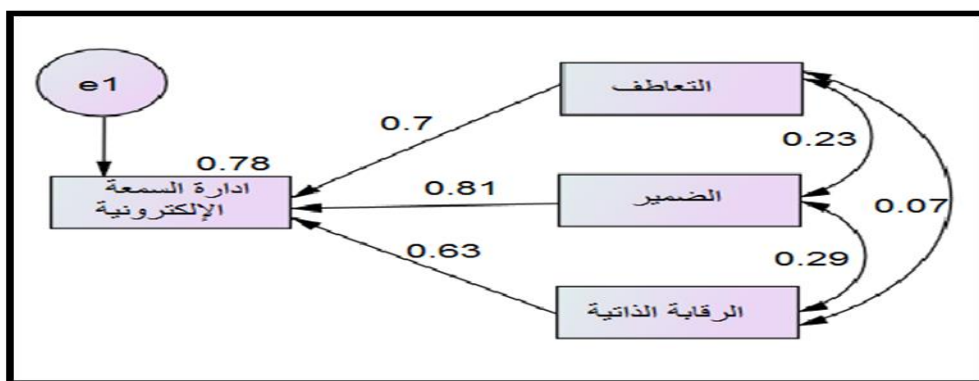 e1
التعاطف
0.7
0.23
0.78
ادارة السمعة
الإلكترونية
0.81
الضمير
0.07
0.63
0.29
الرقابة الذاتية